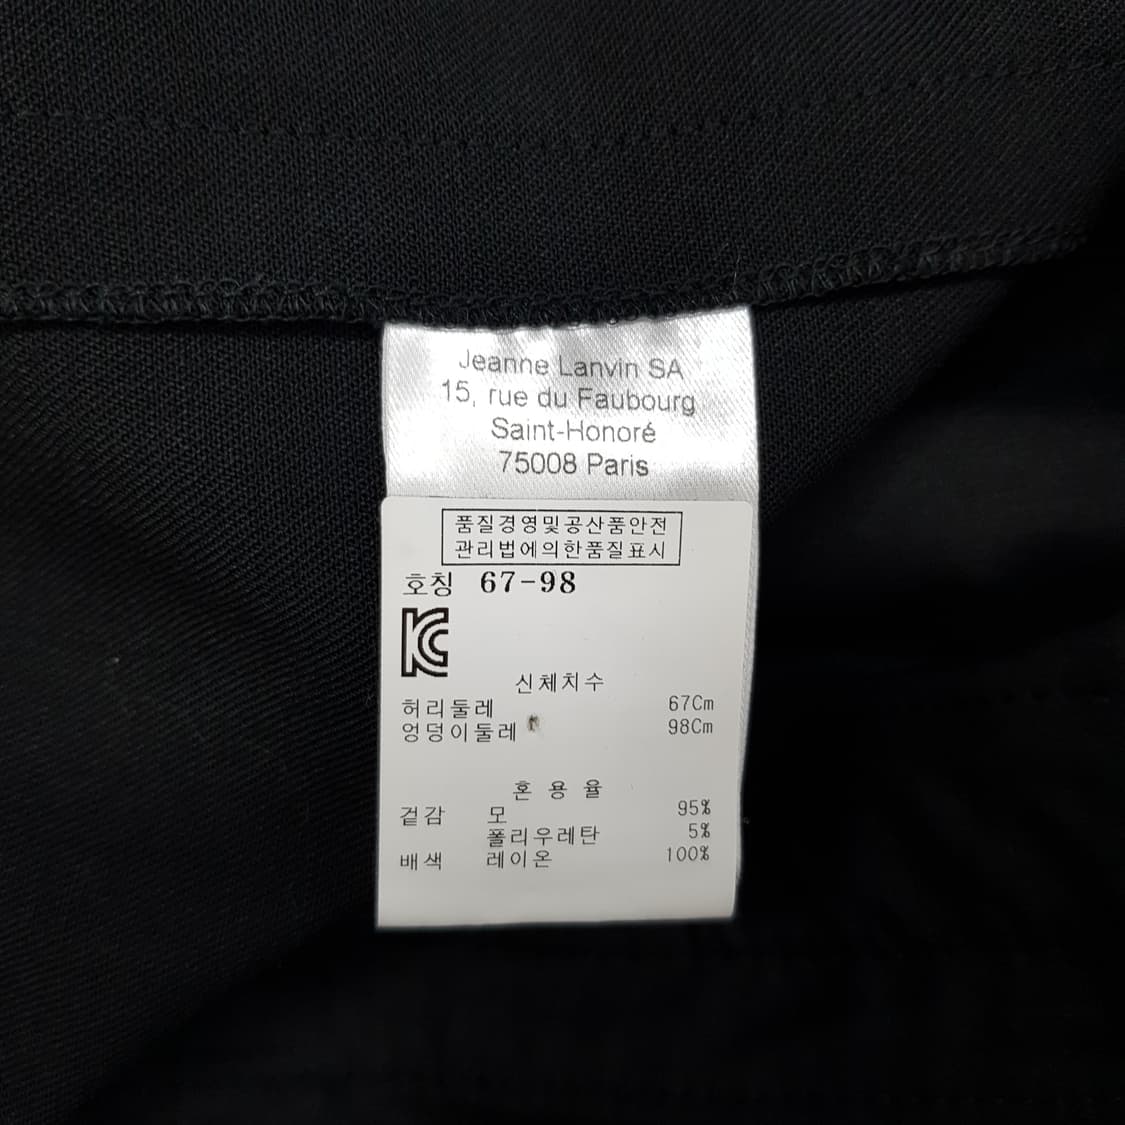 Jeanne Lanvin SA
15, rue du Faubourg
Saint-Honoré
75008 Paris
품질경영및공산품안전
관리법에의한품질표시
호칭 67-98
KC
신체치수
허리둘레 67Cm
엉덩이둘레 98Cm
혼 용 율
겉감 모 95%
폴리우레탄 5%
배색 레이온 100%